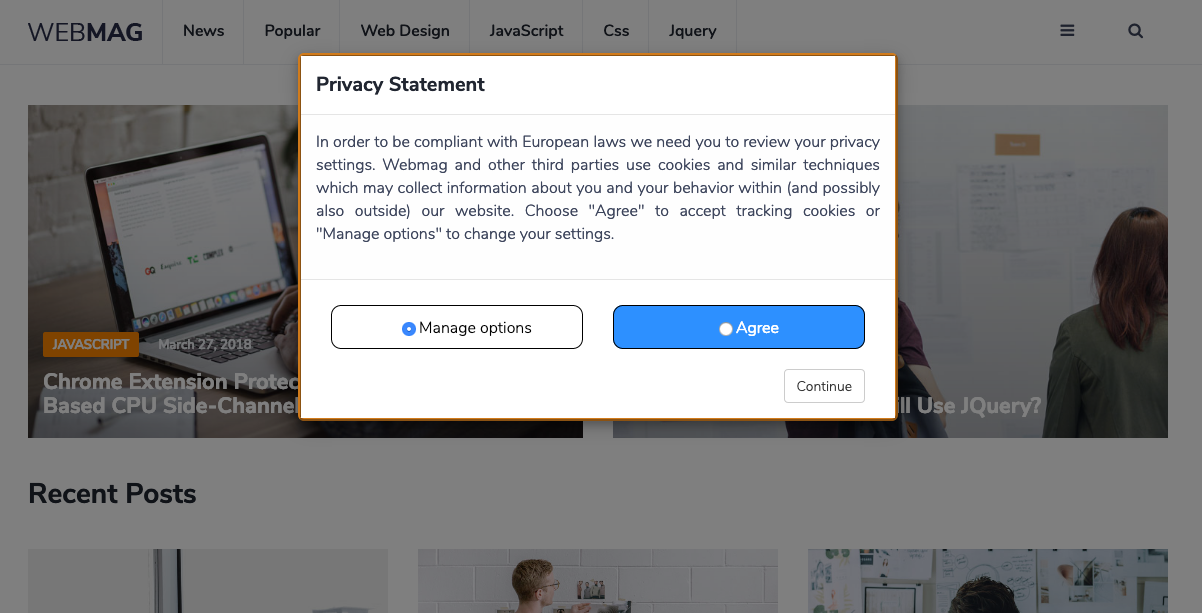 WEBMAG
News
Popular
Web Design
JavaScript
Css
Jquery
Privacy Statement
In order to be compliant with European laws we need you to review your privacy
settings. Webmag and other third parties use cookies and similar techniques
which may collect information about you and your behavior within (and possibly
also outside) our website. Choose "Agree" to accept tracking cookies or
"Manage options" to change your settings.
Manage options
Agree
Continue
JAVASCRIPT
March 27, 2018
Chrome Extension Protec
Based CPU Side-Channel
ll Use JQuery?
Recent Posts